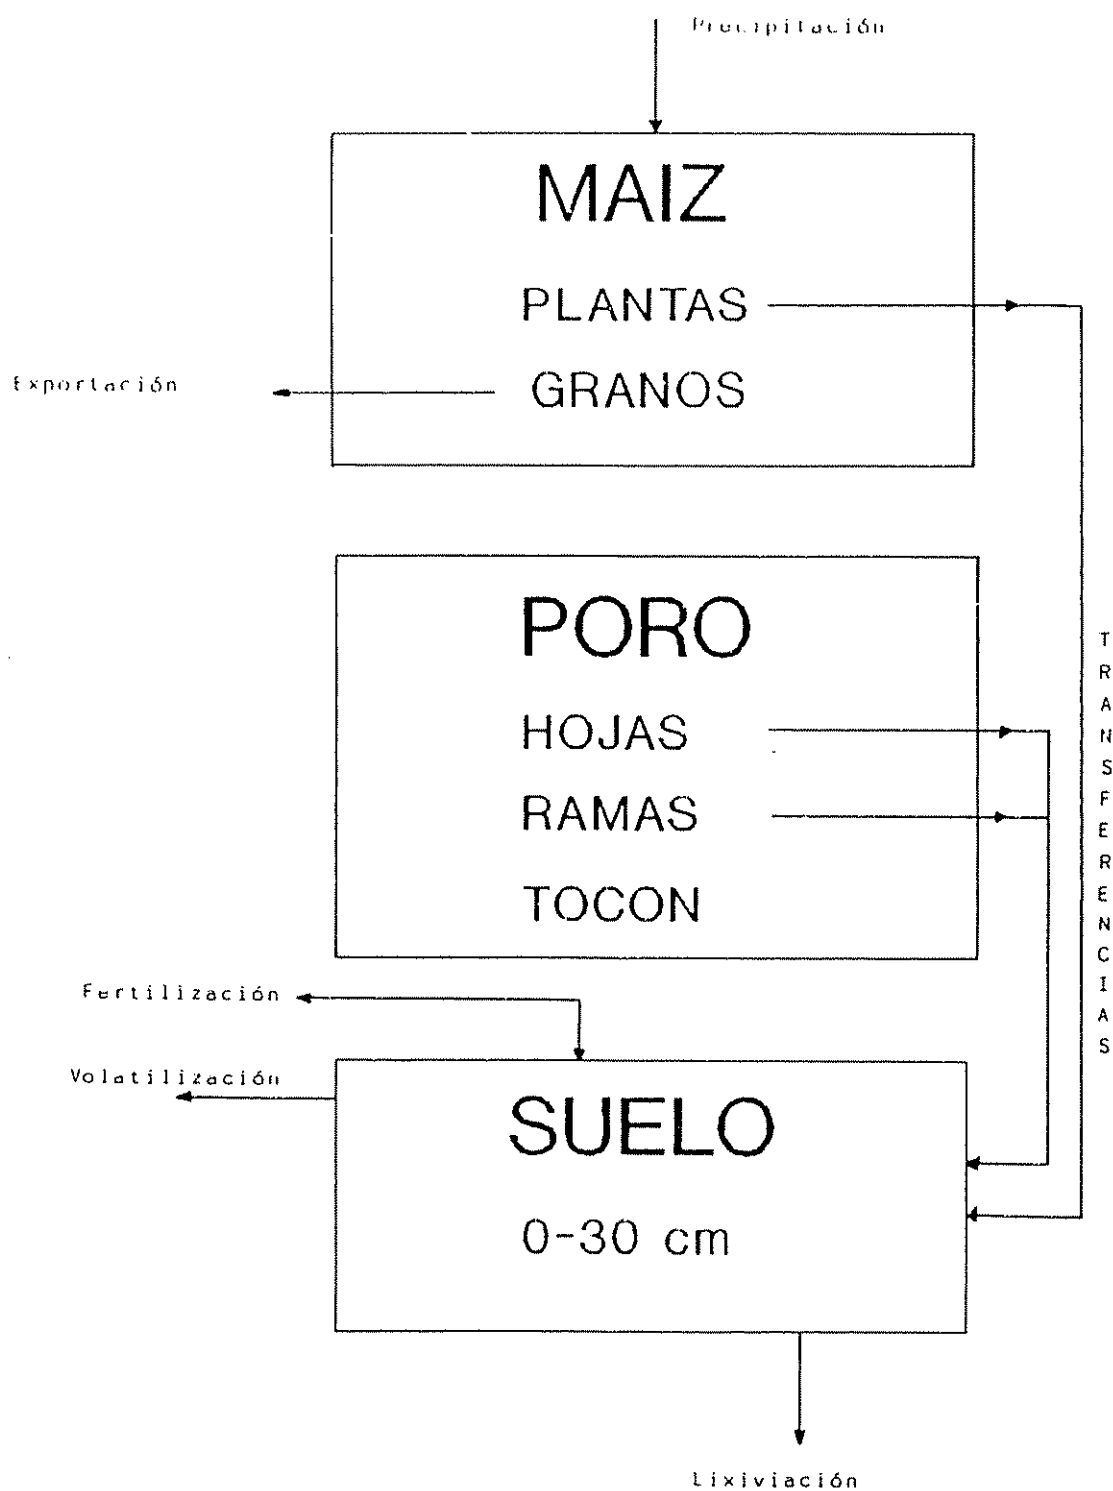 Precipitación
MAIZ
PLANTAS
GRANOS
Exportación
PORO
HOJAS
RAMAS
TOCON
TRANSFERENCIAS
Fertilización
Volatilización
SUELO
0-30 cm
Lixiviación